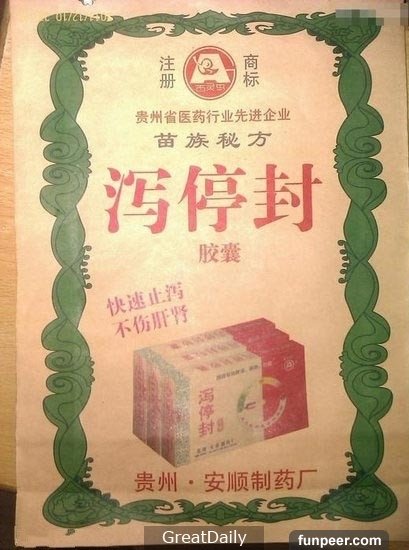 注册 商标
贵州省医药行业先进企业
苗族秘方
泻停封
胶囊
快速止泻
不伤肝肾
泻停封
贵州·安顺制药厂
GreatDaily
funpeer.com